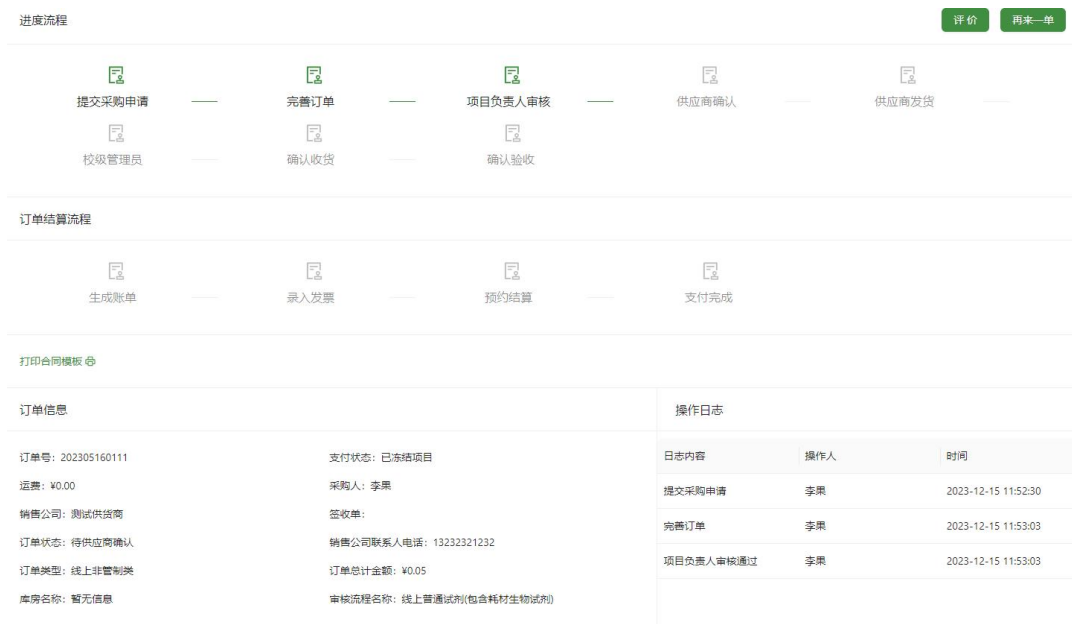 进度流程
评价 再来一单
提交采购申请 完善订单 项目负责人审核 供应商确认 供应商发货
校级管理员 确认收货 确认验收
订单结算流程
生成账单 录入发票 预约结算 支付完成
打印合同模板
订单信息
订单号：202305160111 支付状态：已冻结项目
运费：¥0.00 采购人：李果
销售公司：测试供货商 签收单：
订单状态：待供应商确认 销售公司联系人电话：13232321232
订单类型：线上非管制类 订单总计金额：¥0.05
库房名称：暂无信息 审核流程名称：线上普通试剂(包含耗材生物试剂)
操作日志
日志内容 操作人 时间
提交采购申请 李果 2023-12-15 11:52:30
完善订单 李果 2023-12-15 11:53:03
项目负责人审核通过 李果 2023-12-15 11:53:03